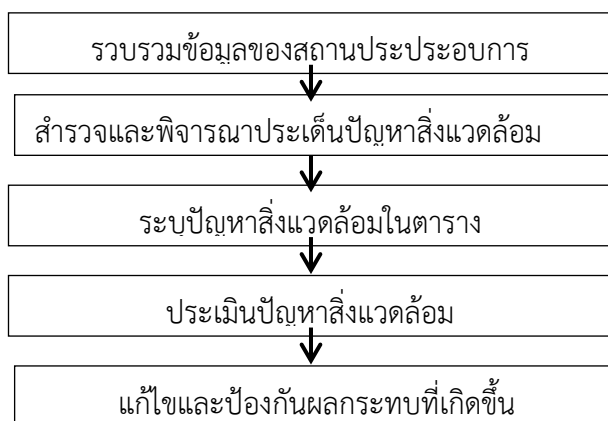 รวบรวมข้อมูลของสถานประประอบการ
สำรวจและพิจารณาประเด็นปัญหาสิ่งแวดล้อม
ระบุปัญหาสิ่งแวดล้อมในตาราง
ประเมินปัญหาสิ่งแวดล้อม
แก้ไขและป้องกันผลกระทบที่เกิดขึ้น